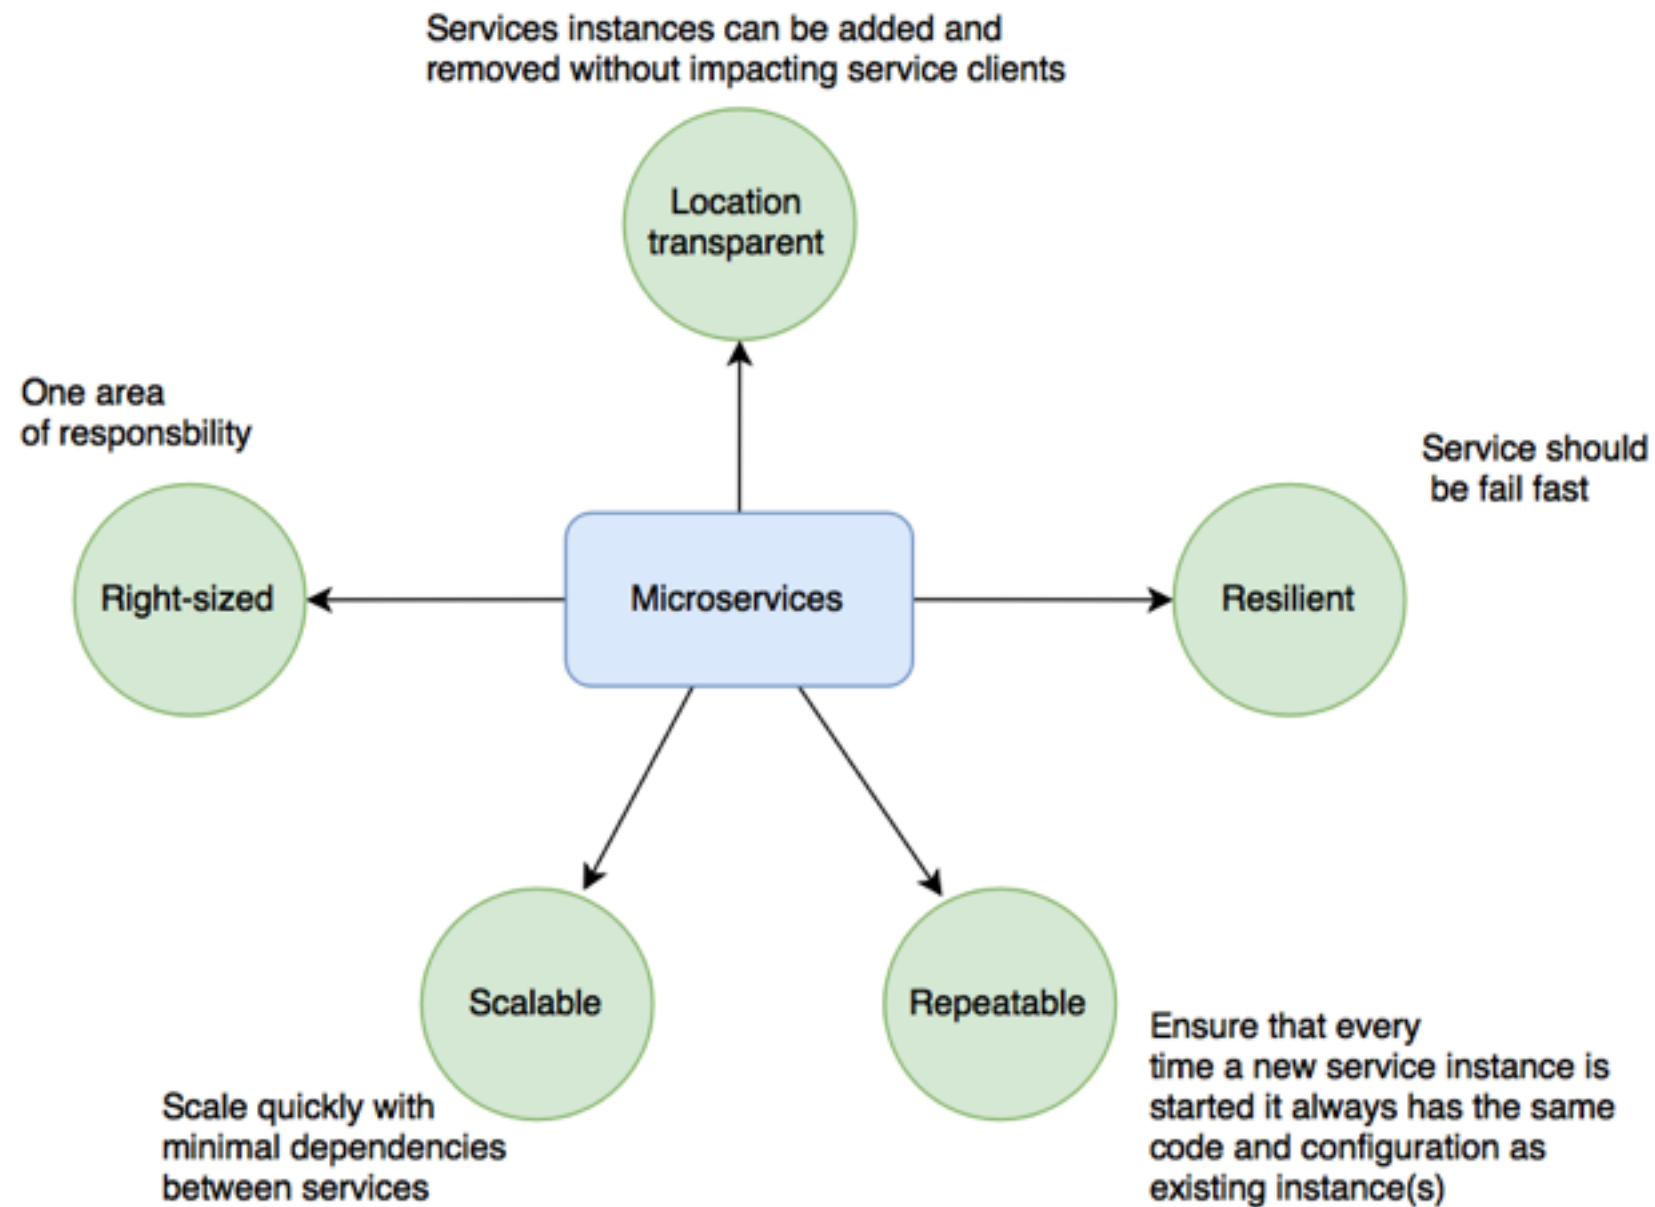 Services instances can be added and
removed without impacting service clients
Location
transparent
One area
of responsbility
Service should
be fail fast
Right-sized
Microservices
Resilient
Scalable
Repeatable
Scale quickly with
minimal dependencies
between services
Ensure that every
time a new service instance is
started it always has the same
code and configuration as
existing instance(s)